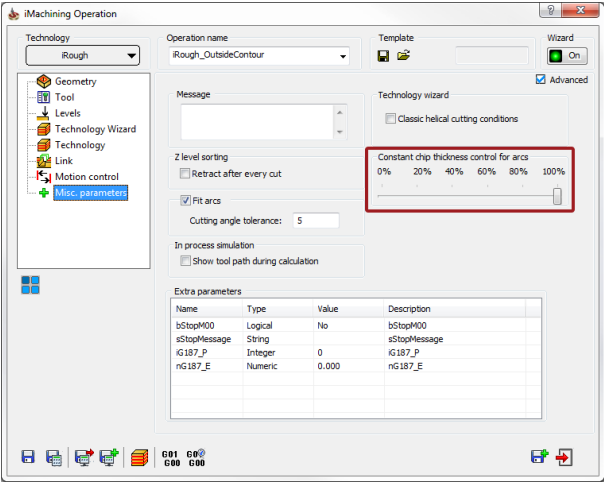 iMachining Operation
Technology
iRough
Operation name
iRough_OutsideContour
Template
Wizard
On
Advanced
Geometry
Tool
Levels
Technology Wizard
Technology
Link
Motion control
Misc. parameters
Message
Technology wizard
Classic helical cutting conditions
Z level sorting
Retract after every cut
Constant chip thickness control for arcs
0% 20% 40% 60% 80% 100%
Fit arcs
Cutting angle tolerance: 5
In process simulation
Show tool path during calculation
Extra parameters
Name Type Value Description
bStopM00 Logical No bStopM00
sStopMessage String sStopMessage
iG187_P Integer 0 iG187_P
nG187_E Numeric 0.000 nG187_E
G01 G0
G00 G00